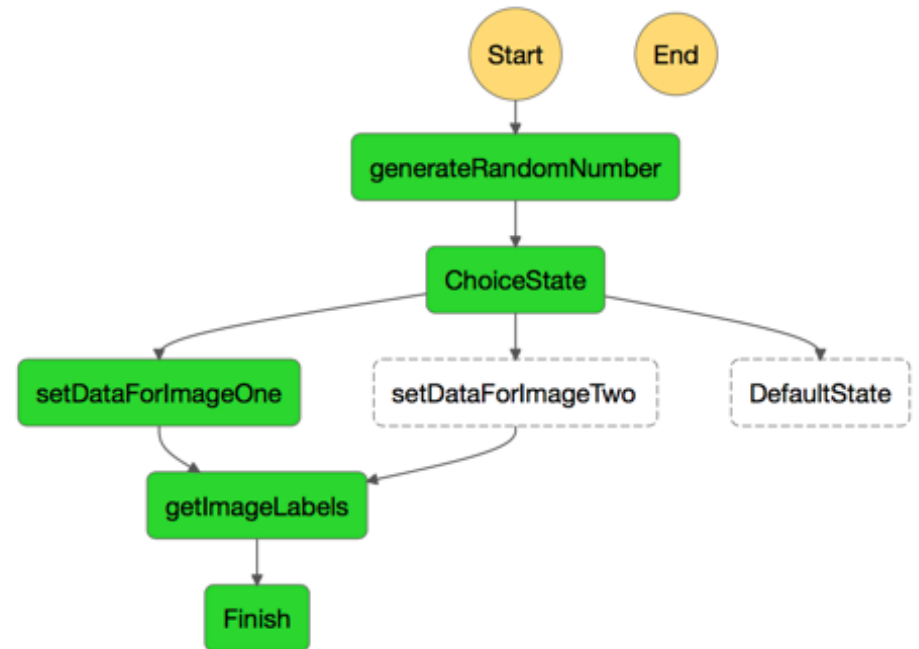 Start
End
generateRandomNumber
ChoiceState
setDataForImageOne
setDataForImageTwo
DefaultState
getImageLabels
Finish